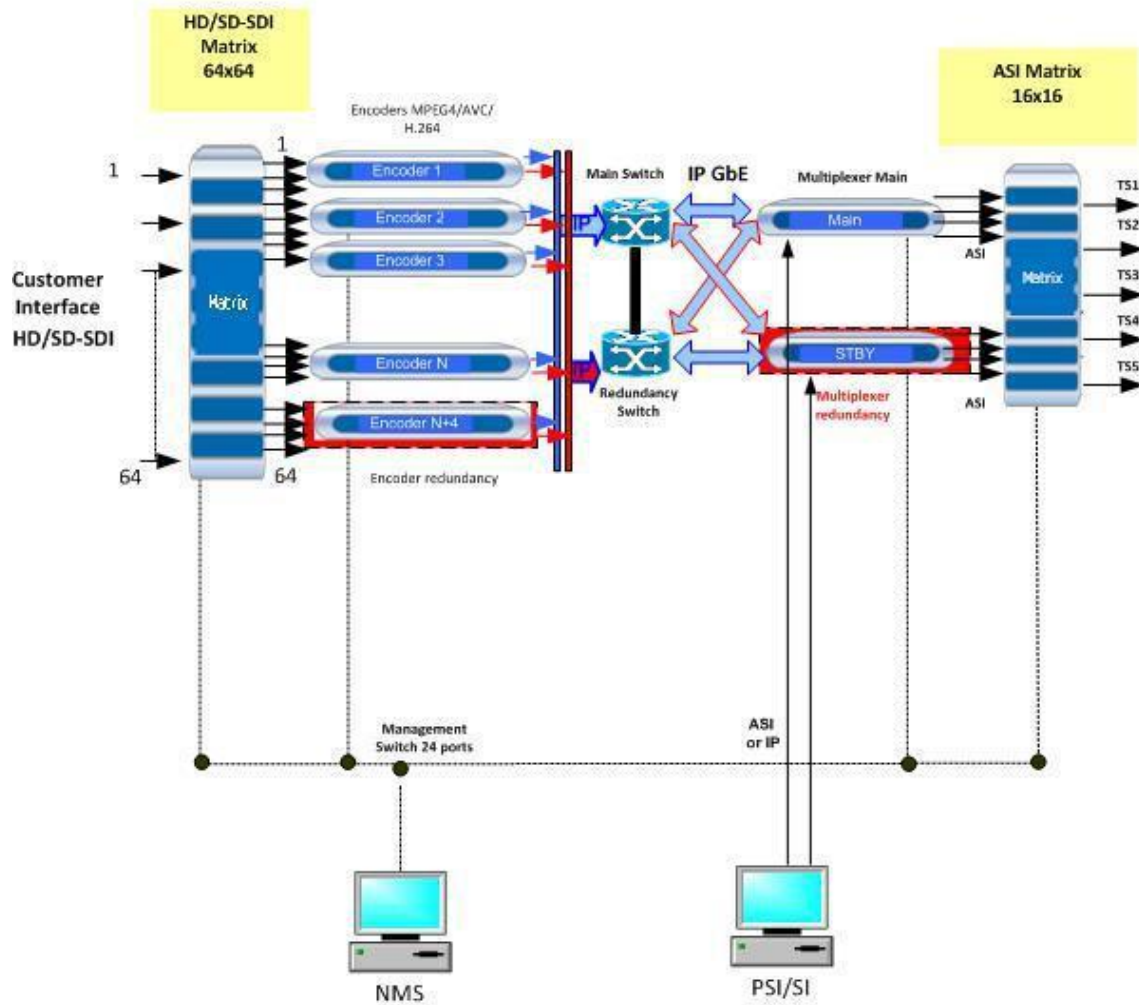 HD/SD-SDI
Matrix
64x64
ASI Matrix
16x16
Encoders MPEG4/AVC/
H.264
1
1
Encoder 1
Main Switch
IP GbE
Multiplexer Main
TS1
Encoder 2
IP
Main
TS2
ASI
Encoder 3
Customer
Interface
HD/SD-SDI
Matrix
Matrix
TS3
TS4
Encoder N
IP
STBY
TS5
Redundancy
Switch
Multiplexer
redundancy
ASI
Encoder N+4
64
64
Encoder redundancy
Management
Switch 24 ports
ASI
or IP
NMS
PSI/SI